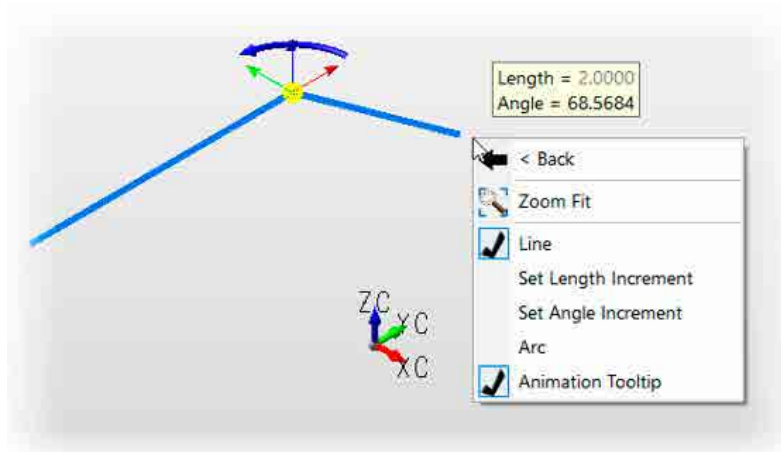 Length = 2.0000
Angle = 68.5684
< Back
Zoom Fit
Line
Set Length Increment
Set Angle Increment
Arc
Animation Tooltip
ZC
YC
XC